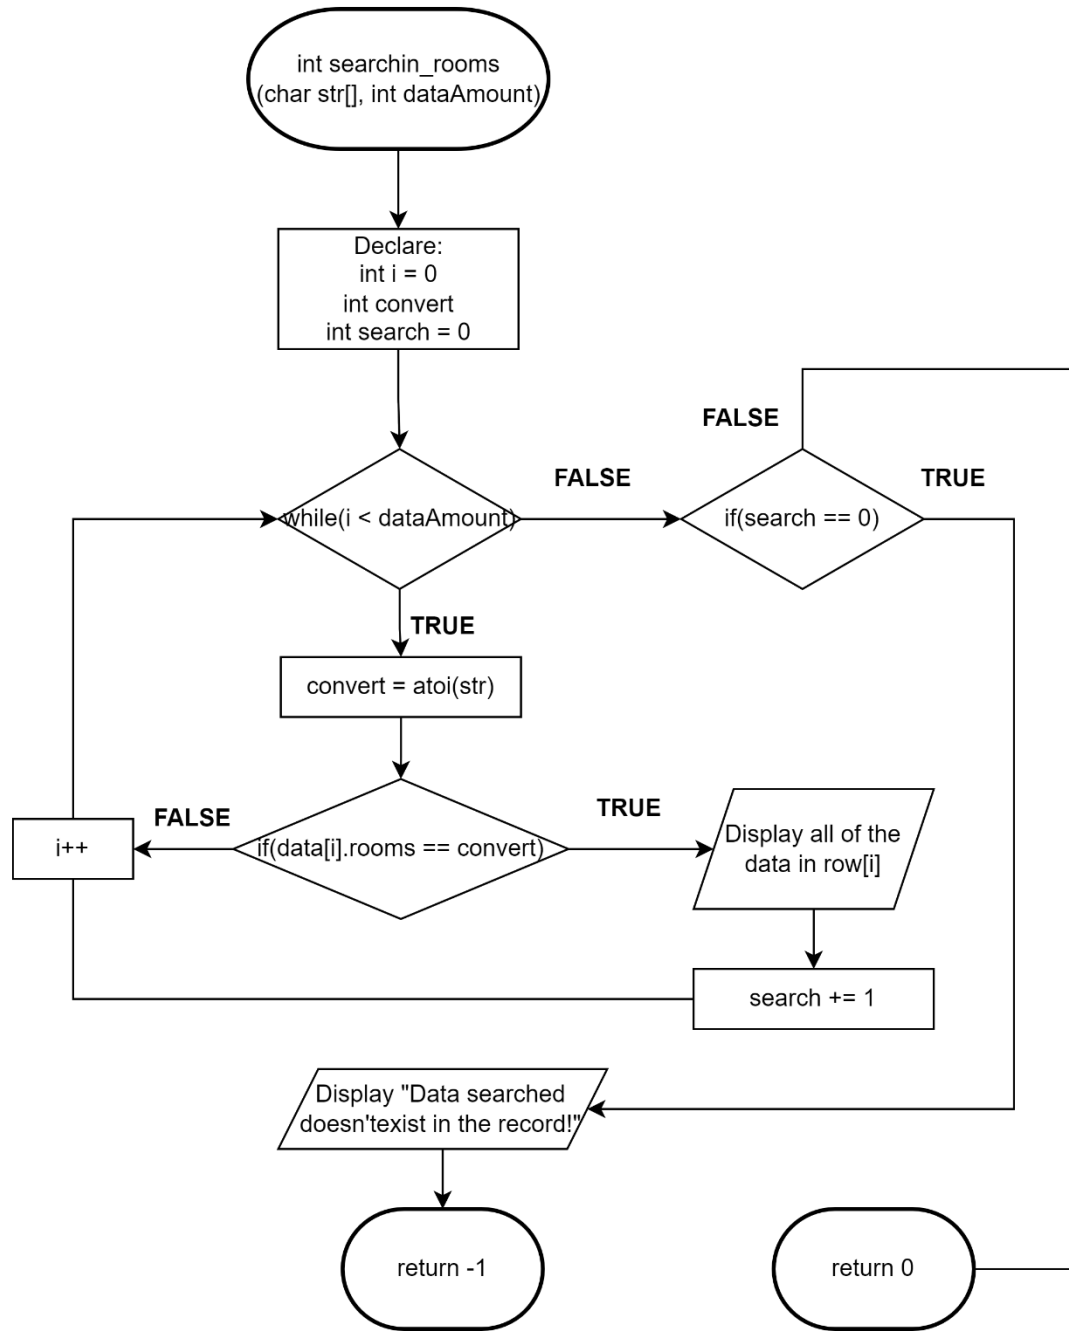 int searchin_rooms
(char str[], int dataAmount)
Declare:
int i = 0
int convert
int search = 0
FALSE
FALSE
TRUE
while(i < dataAmount)
if(search == 0)
TRUE
convert = atoi(str)
FALSE
TRUE
i++
if(data[i].rooms == convert)
Display all of the
data in row[i]
search += 1
Display "Data searched
doesn'texist in the record!"
return -1
return 0